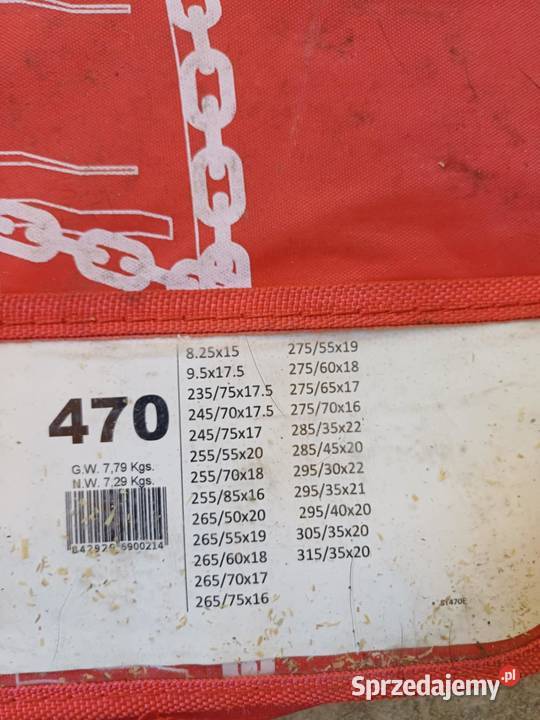 470
G.W. 7,79 Kgs.
N.W. 7,29 Kgs.
8.25x15
9.5x17.5
235/75x17.5
245/70x17.5
245/75x17
255/55x20
255/70x18
255/85x16
265/50x20
265/55x19
265/60x18
265/70x17
265/75x16
275/55x19
275/60x18
275/65x17
275/70x16
285/35x22
285/45x20
295/30x22
295/35x21
295/40x20
305/35x20
315/35x20
ST470E
Sprzedajemy.pl